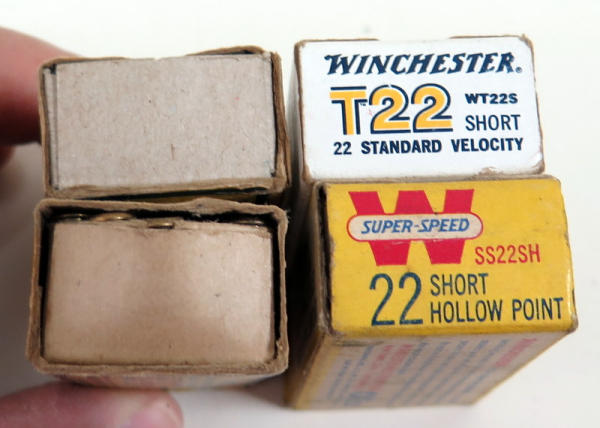 WINCHESTER®
T22 WT22S
SHORT
22 STANDARD VELOCITY
W
SUPER-SPEED
SS22SH
22 SHORT
HOLLOW POINT